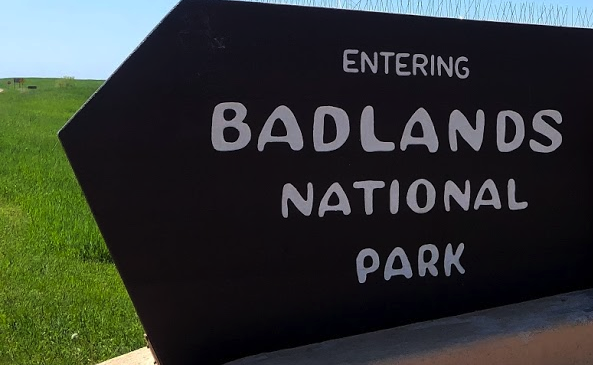 ENTERING
BADLANDS
NATIONAL
PARK